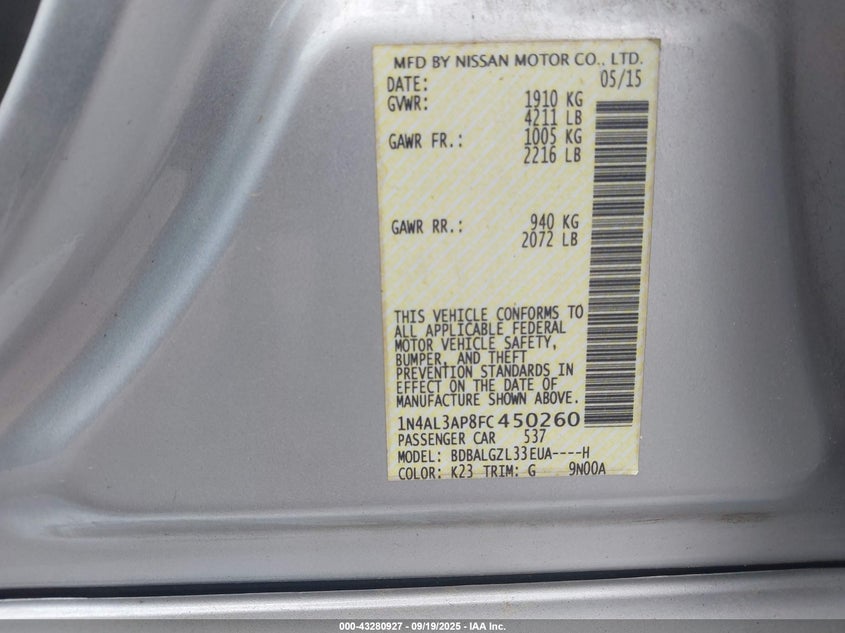 MFD BY NISSAN MOTOR CO., LTD.
DATE: 05/15
GVWR: 1910 KG
4211 LB
GAWR FR.: 1005 KG
2216 LB
GAWR RR.: 940 KG
2072 LB
THIS VEHICLE CONFORMS TO
ALL APPLICABLE FEDERAL
MOTOR VEHICLE SAFETY,
BUMPER, AND THEFT
PREVENTION STANDARDS IN
EFFECT ON THE DATE OF
MANUFACTURE SHOWN ABOVE.
1N4AL3AP8FC450260
PASSENGER CAR 537
MODEL: BDBALGZL33EUA----H
COLOR: K23 TRIM: G 9N00A
000-43280927 - 09/19/2025 - IAA Inc.